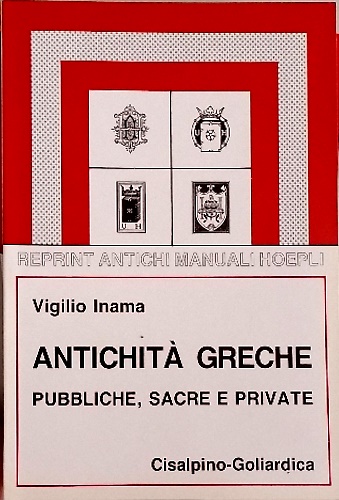 U H
REPRINT ANTICHI MANUALI HOEPLI
Vigilio Inama
ANTICHITÀ GRECHE
PUBBLICHE, SACRE E PRIVATE
Cisalpino-Goliardica